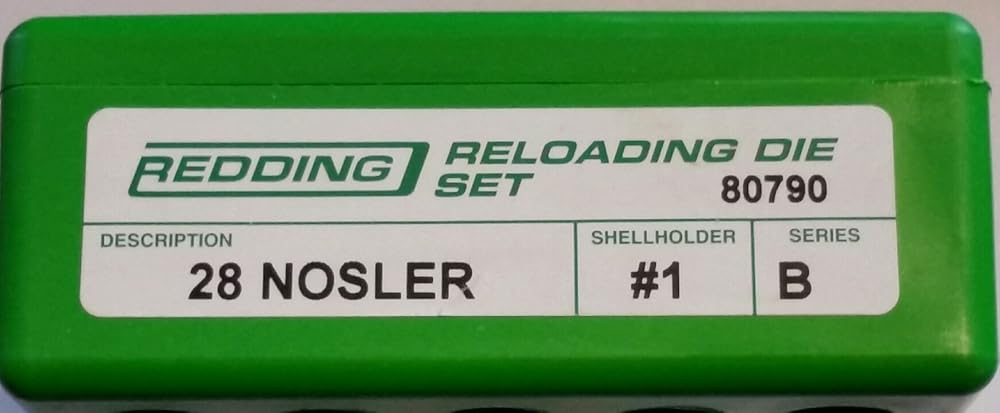 REDDING RELOADING DIE
SET 80790
DESCRIPTION SHELLHOLDER SERIES
28 NOSLER #1 B